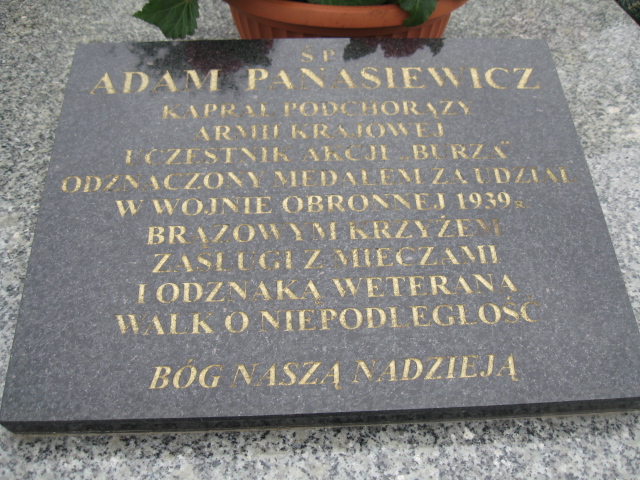 Ś P
ADAM PANASIEWICZ
KAPRAL PODCHORĄŻY
ARMII KRAJOWEJ
UCZESTNIK AKCJI „BURZA"
ODZNACZONY MEDALEM ZA UDZIAŁ
W WOJNIE OBRONNEJ 1939 R
BRĄZOWYM KRZYŻEM
ZASŁUGI Z MIECZAMI
I ODZNAKĄ WETERANA
WALK O NIEPODLEGŁOŚĆ
BÓG NASZĄ NADZIEJĄ